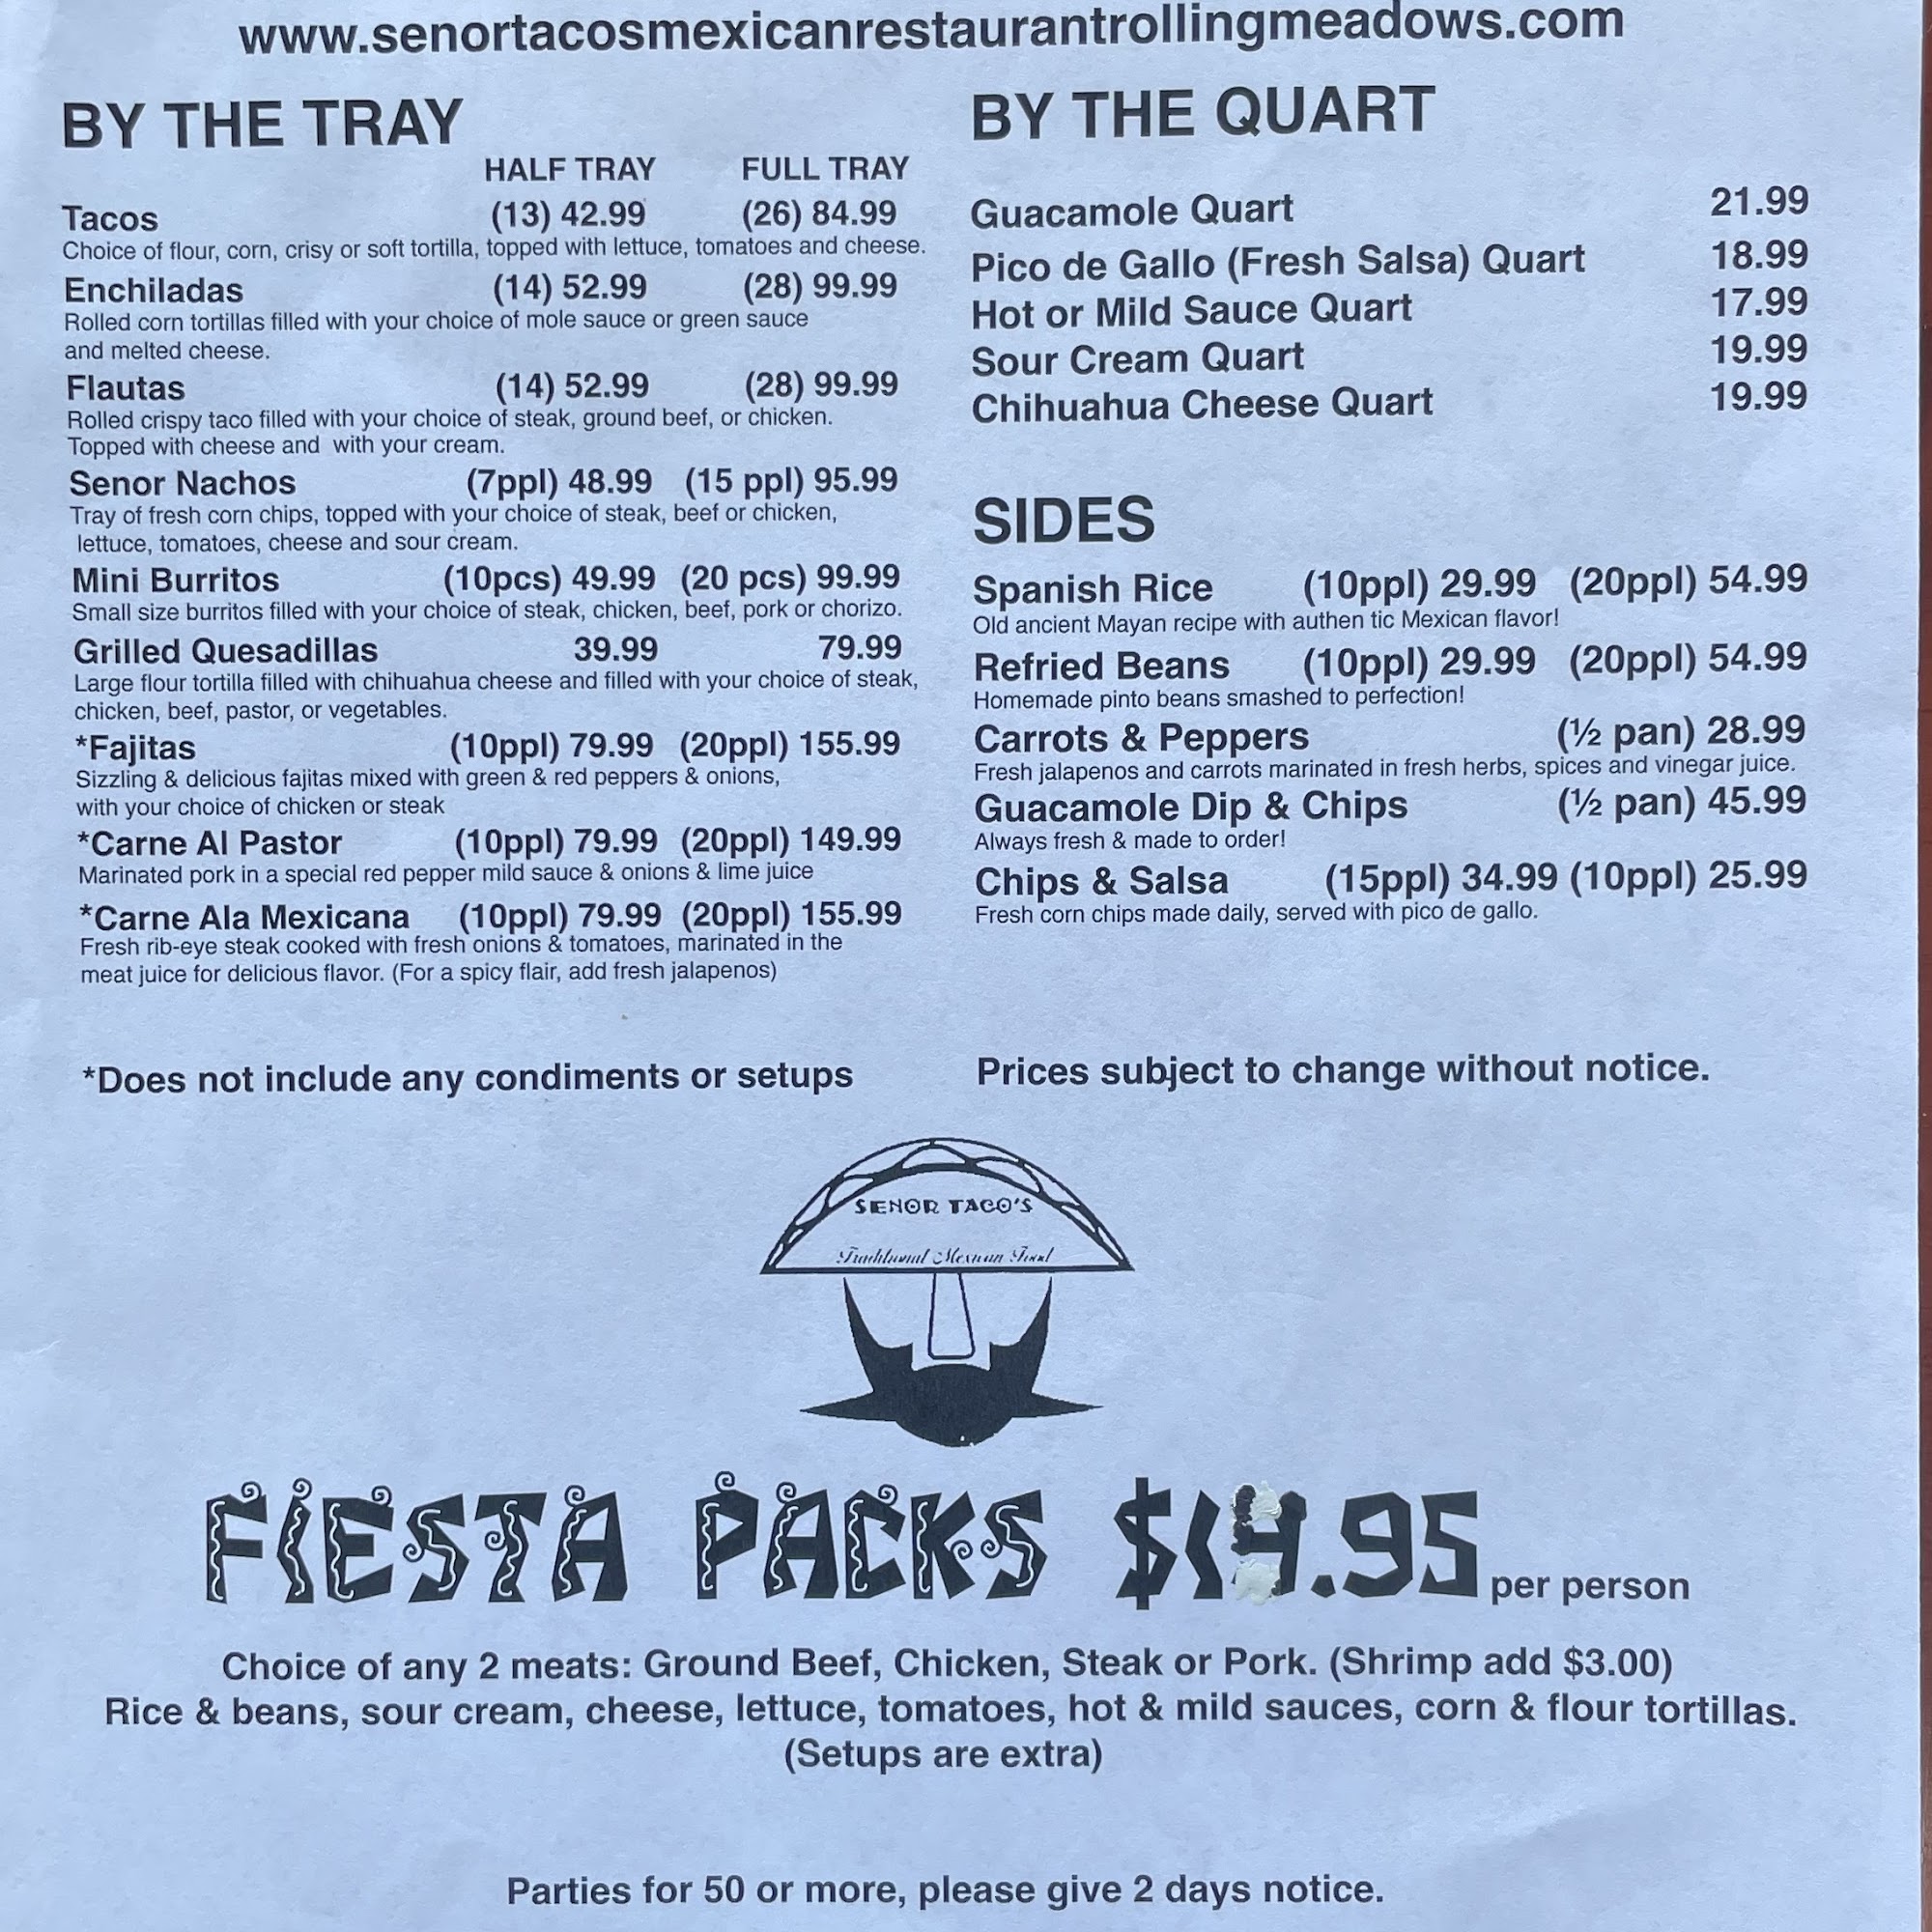 www.senortacosmexicanrestaurantrollingmeadows.com
BY THE TRAY
HALF TRAY FULL TRAY
Tacos (13) 42.99 (26) 84.99
Choice of flour, corn, crisy or soft tortilla, topped with lettuce, tomatoes and cheese.
Enchiladas (14) 52.99 (28) 99.99
Rolled corn tortillas filled with your choice of mole sauce or green sauce
and melted cheese.
Flautas (14) 52.99 (28) 99.99
Rolled crispy taco filled with your choice of steak, ground beef, or chicken.
Topped with cheese and with your cream.
Senor Nachos (7ppl) 48.99 (15 ppl) 95.99
Tray of fresh corn chips, topped with your choice of steak, beef or chicken,
lettuce, tomatoes, cheese and sour cream.
Mini Burritos (10pcs) 49.99 (20 pcs) 99.99
Small size burritos filled with your choice of steak, chicken, beef, pork or chorizo.
Grilled Quesadillas 39.99 79.99
Large flour tortilla filled with chihuahua cheese and filled with your choice of steak,
chicken, beef, pastor, or vegetables.
*Fajitas (10ppl) 79.99 (20ppl) 155.99
Sizzling & delicious fajitas mixed with green & red peppers & onions,
with your choice of chicken or steak
*Carne Al Pastor (10ppl) 79.99 (20ppl) 149.99
Marinated pork in a special red pepper mild sauce & onions & lime juice
*Carne Ala Mexicana (10ppl) 79.99 (20ppl) 155.99
Fresh rib-eye steak cooked with fresh onions & tomatoes, marinated in the
meat juice for delicious flavor. (For a spicy flair, add fresh jalapenos)
*Does not include any condiments or setups
BY THE QUART
Guacamole Quart 21.99
Pico de Gallo (Fresh Salsa) Quart 18.99
Hot or Mild Sauce Quart 17.99
Sour Cream Quart 19.99
Chihuahua Cheese Quart 19.99
SIDES
Spanish Rice (10ppl) 29.99 (20ppl) 54.99
Old ancient Mayan recipe with authen tic Mexican flavor!
Refried Beans (10ppl) 29.99 (20ppl) 54.99
Homemade pinto beans smashed to perfection!
Carrots & Peppers (½ pan) 28.99
Fresh jalapenos and carrots marinated in fresh herbs, spices and vinegar juice.
Guacamole Dip & Chips (½ pan) 45.99
Always fresh & made to order!
Chips & Salsa (15ppl) 34.99 (10ppl) 25.99
Fresh corn chips made daily, served with pico de gallo.
Prices subject to change without notice.
SENOR TACO'S
Traditional Mexican Food
FIESTA PACKS per person
Choice of any 2 meats: Ground Beef, Chicken, Steak or Pork. (Shrimp add $3.00)
Rice & beans, sour cream, cheese, lettuce, tomatoes, hot & mild sauces, corn & flour tortillas.
(Setups are extra)
Parties for 50 or more, please give 2 days notice.